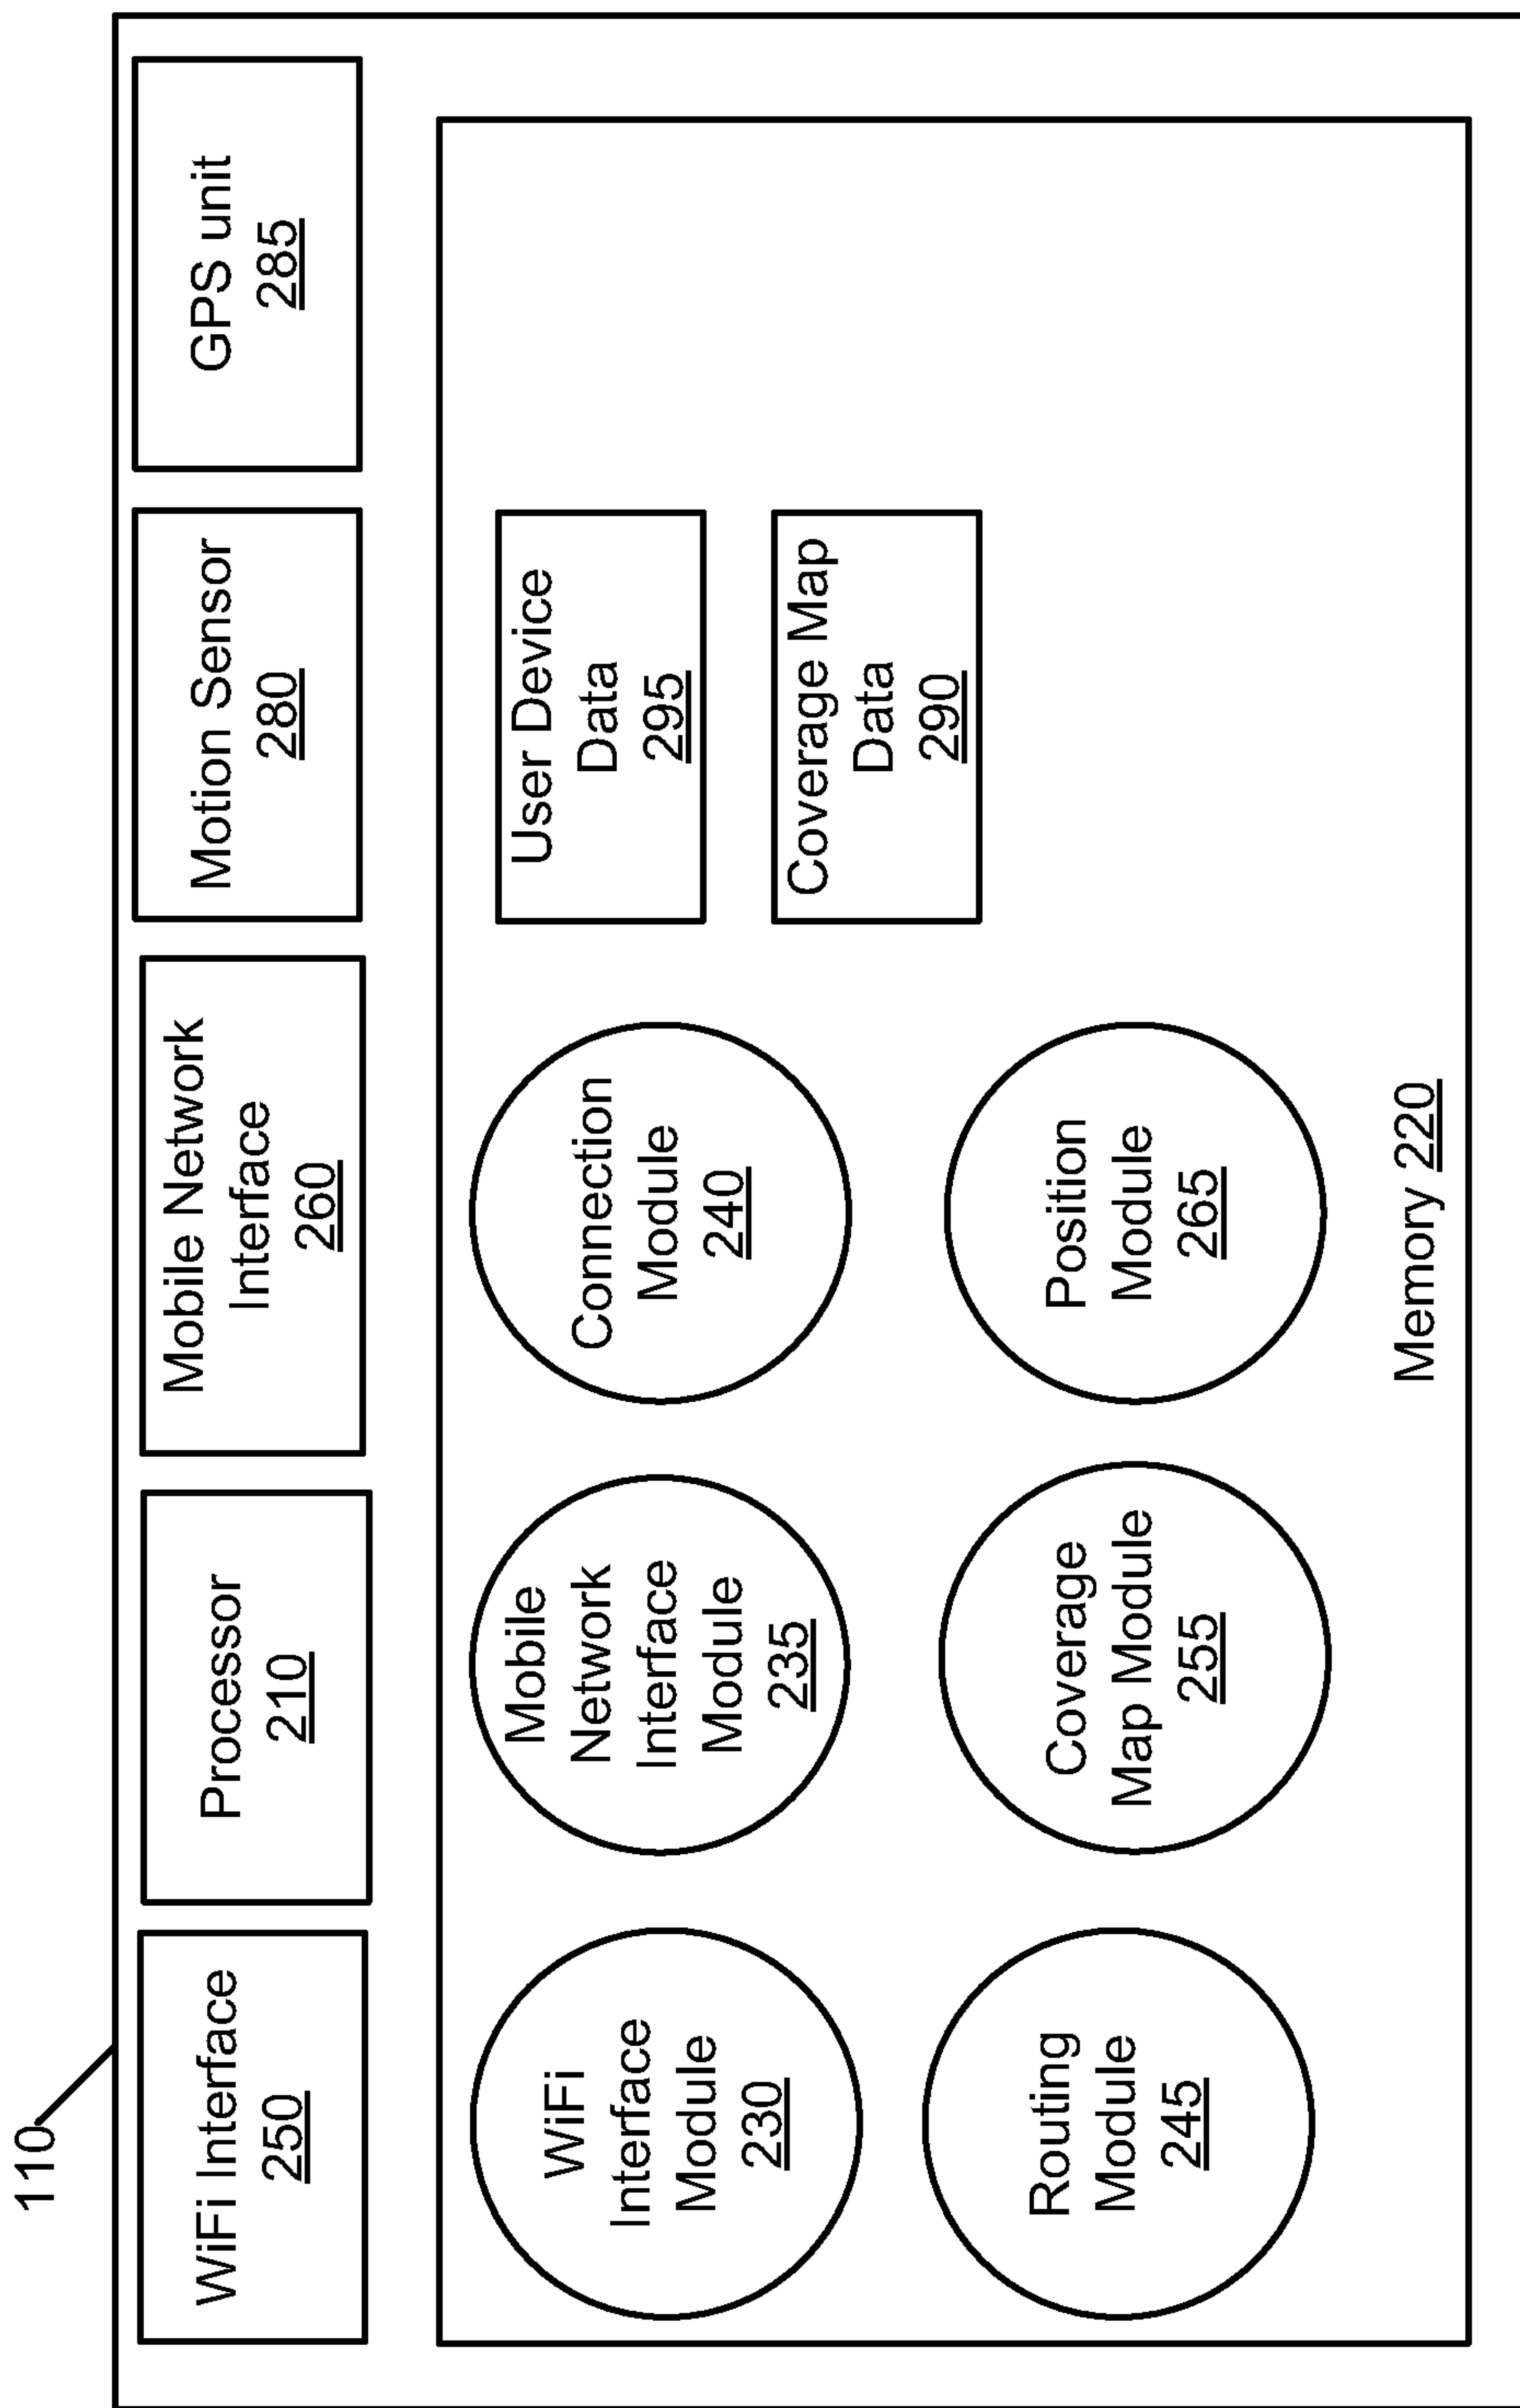 110
WiFi Interface
250
Processor
210
Mobile Network
Interface
260
Motion Sensor
280
GPS unit
285
WiFi
Interface
Module
230
Mobile
Network
Interface
Module
235
Connection
Module
240
User Device
Data
295
Coverage Map
Data
290
Routing
Module
245
Coverage
Map Module
255
Position
Module
265
Memory 220